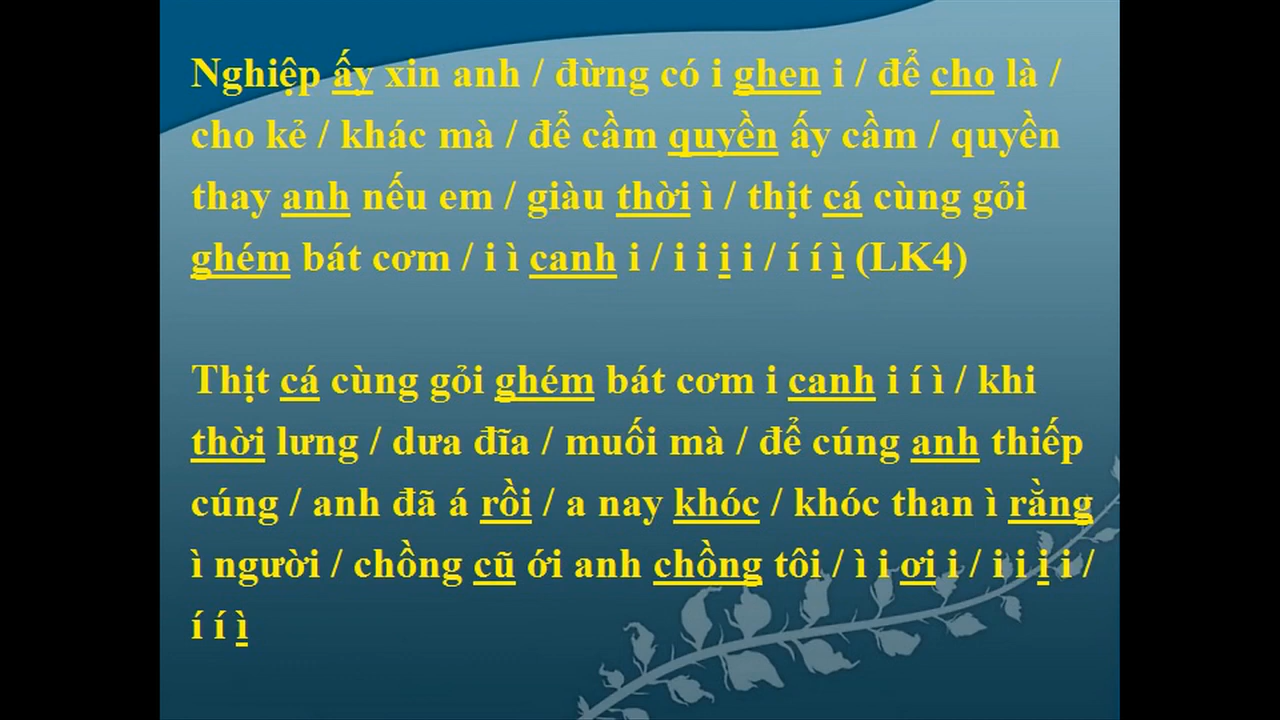 Nghiệp ấy xin anh / đừng có i ghen i / để cho là /
cho kẻ / khác mà / để cầm quyền ấy cầm / quyền
thay anh nếu em / giàu thời ì / thịt cá cùng gỏi
ghém bát cơm / i ì canh i / i i ị i / í í ì (LK4)
Thịt cá cùng gỏi ghém bát cơm i canh i í ì / khi
thời lưng / dưa đĩa / muối mà / để cúng anh thiếp
cúng / anh đã á rồi / a nay khóc / khóc than ì rằng
ì người / chồng cũ ới anh chồng tôi / ì i ơi i / i i ị i /
í í ì